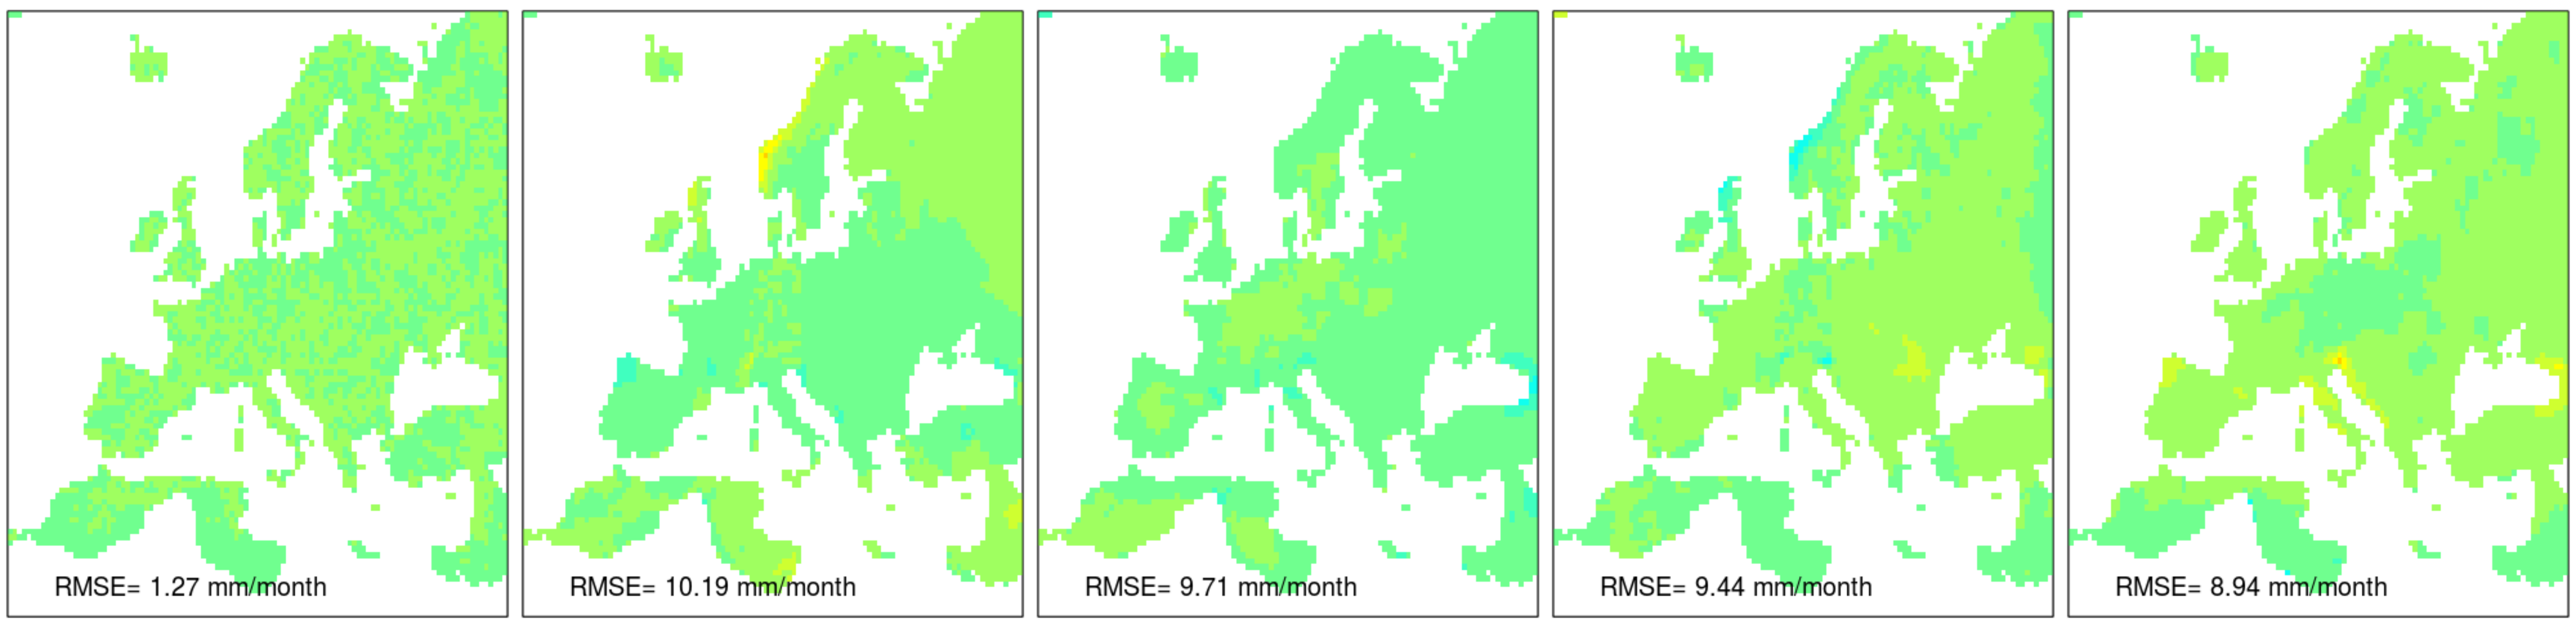 RMSE= 1.27 mm/month
RMSE= 10.19 mm/month
RMSE= 9.71 mm/month
RMSE= 9.44 mm/month
RMSE= 8.94 mm/month